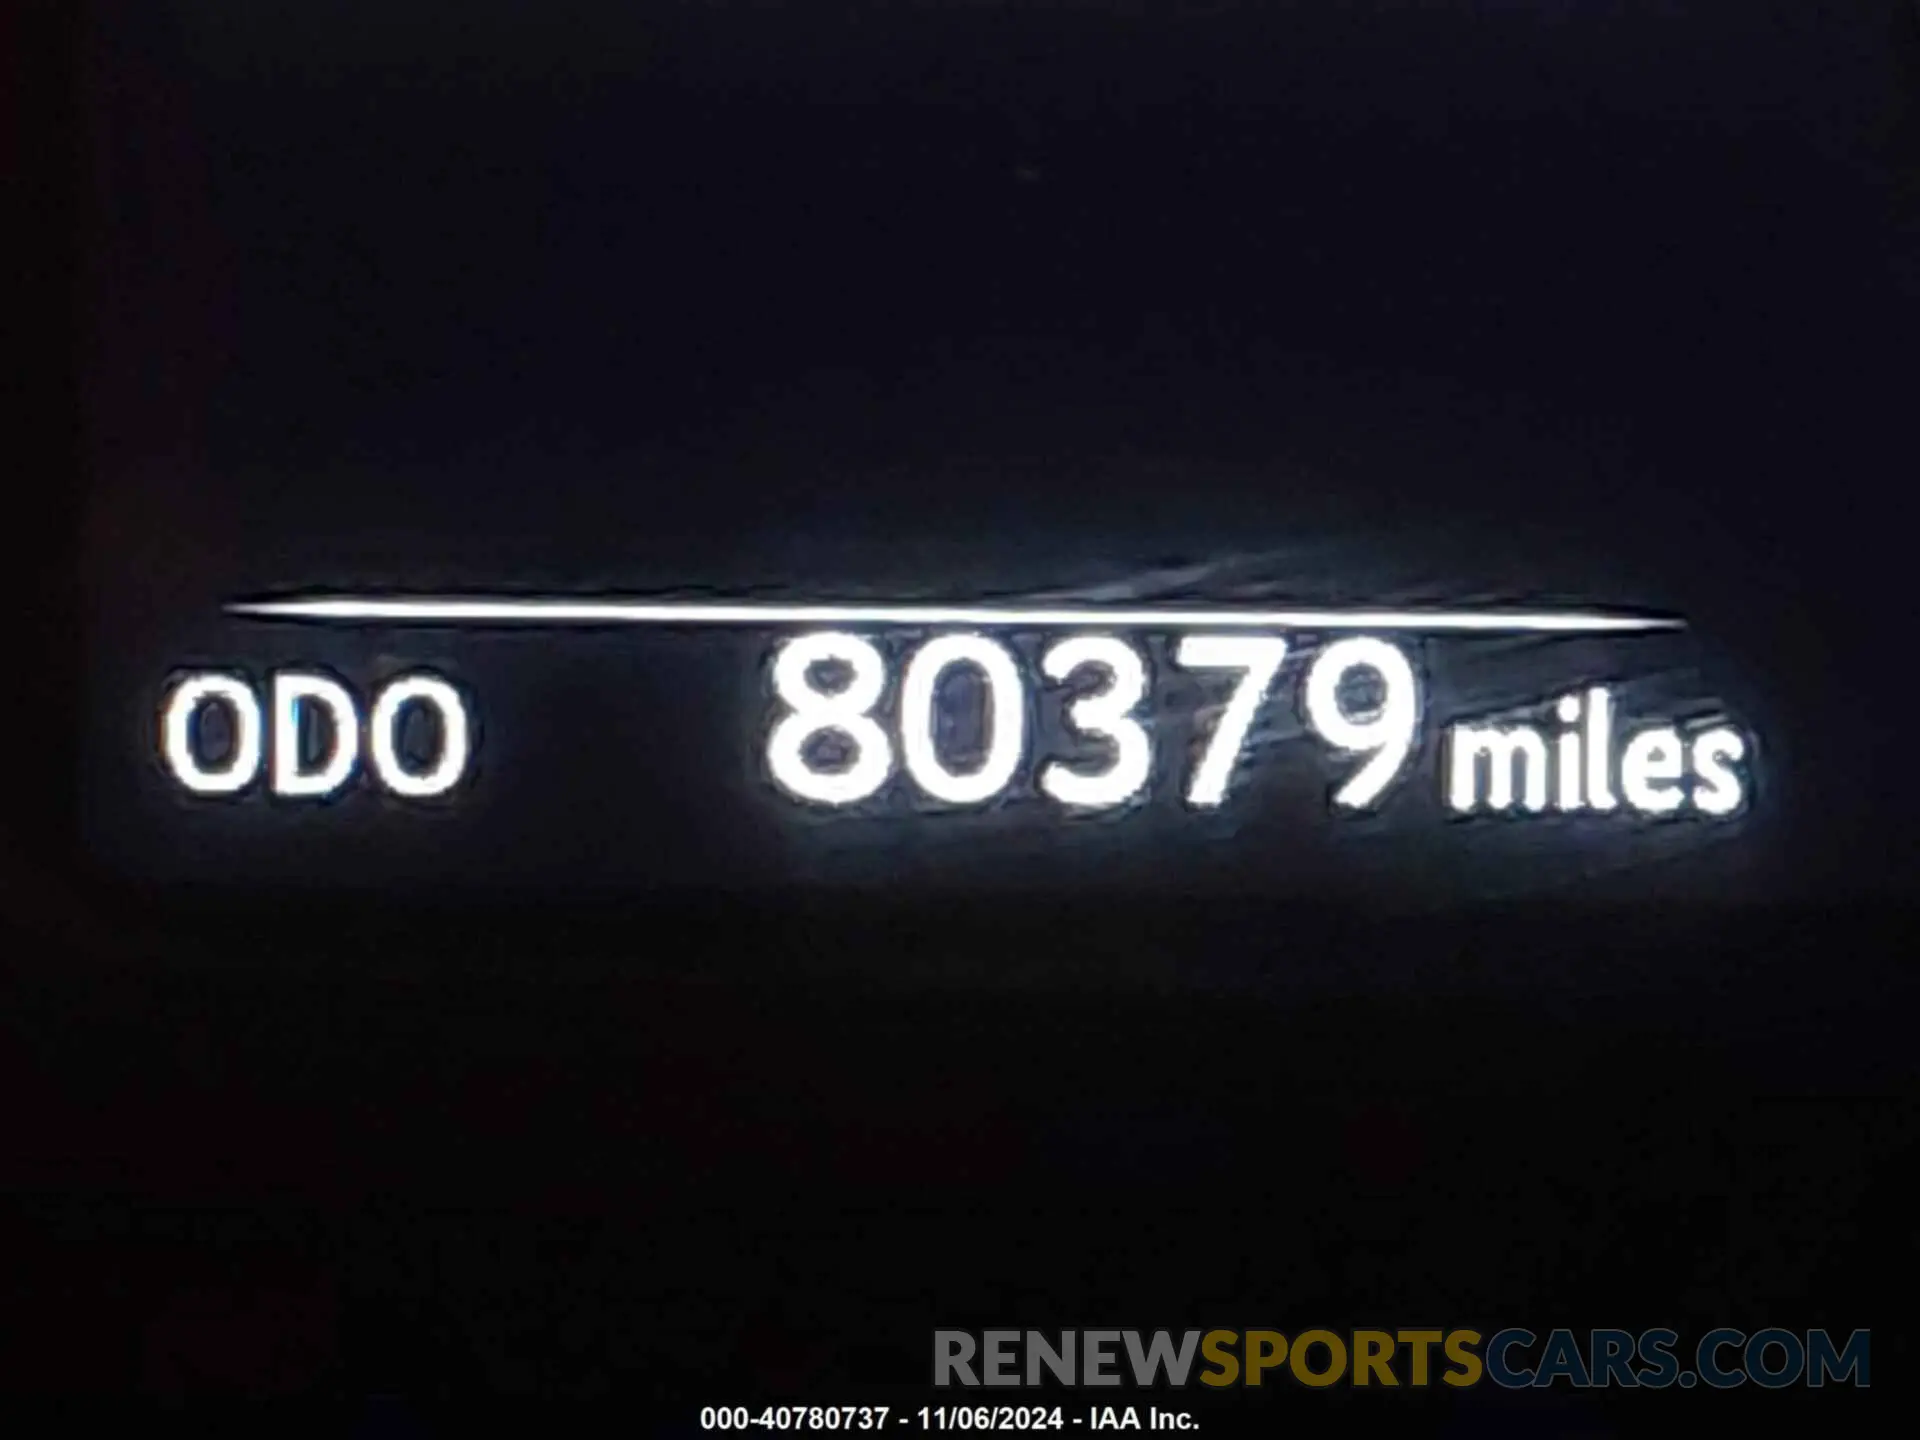 ODO 80379 miles
RENEWSPORTSCARS.COM
000-40780737 - 11/06/2024 - IAA Inc.